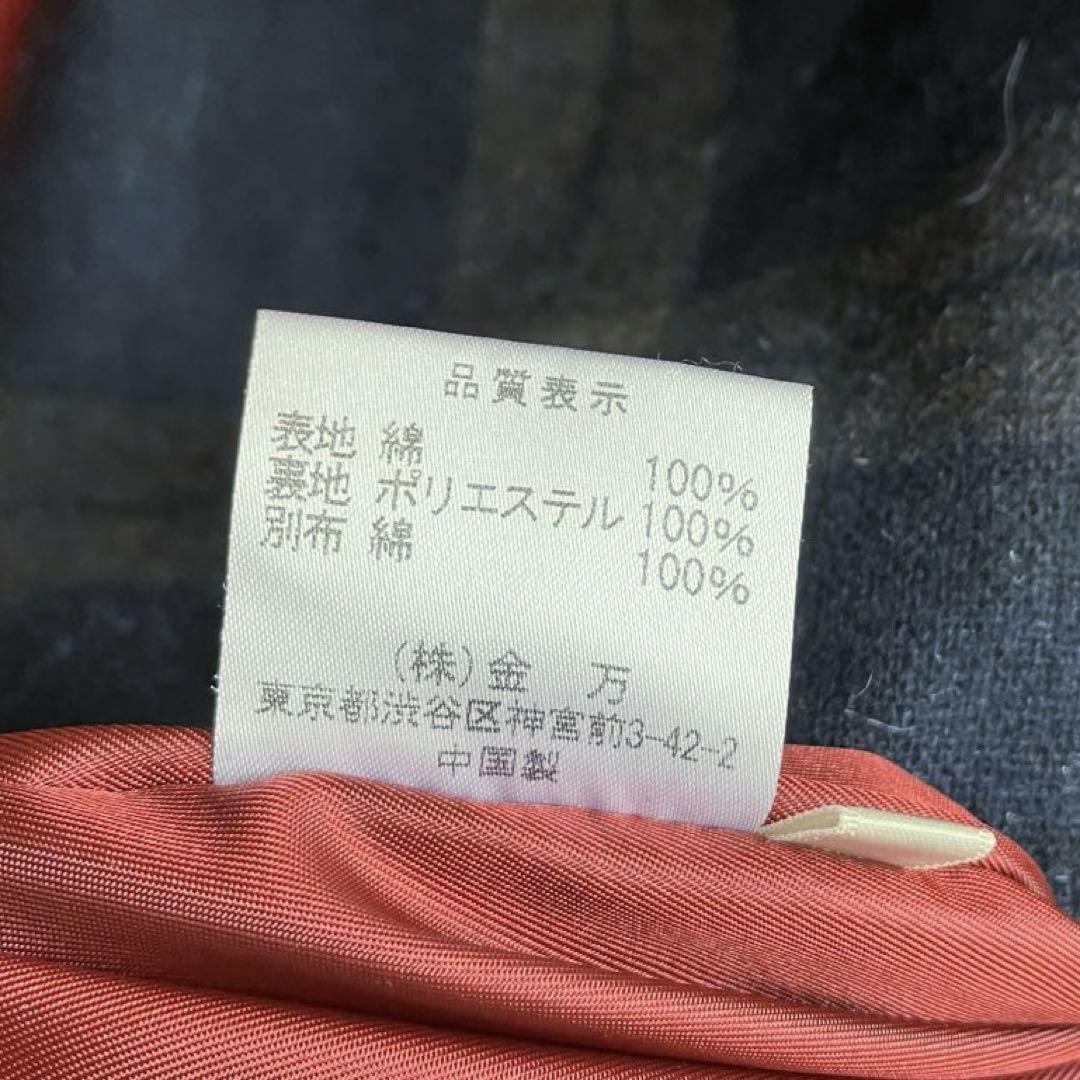 品質表示
表地 綿 100%
裏地 ポリエステル 100%
別布 綿 100%
(株)金 万
東京都渋谷区神宮前3-42-2
中国製